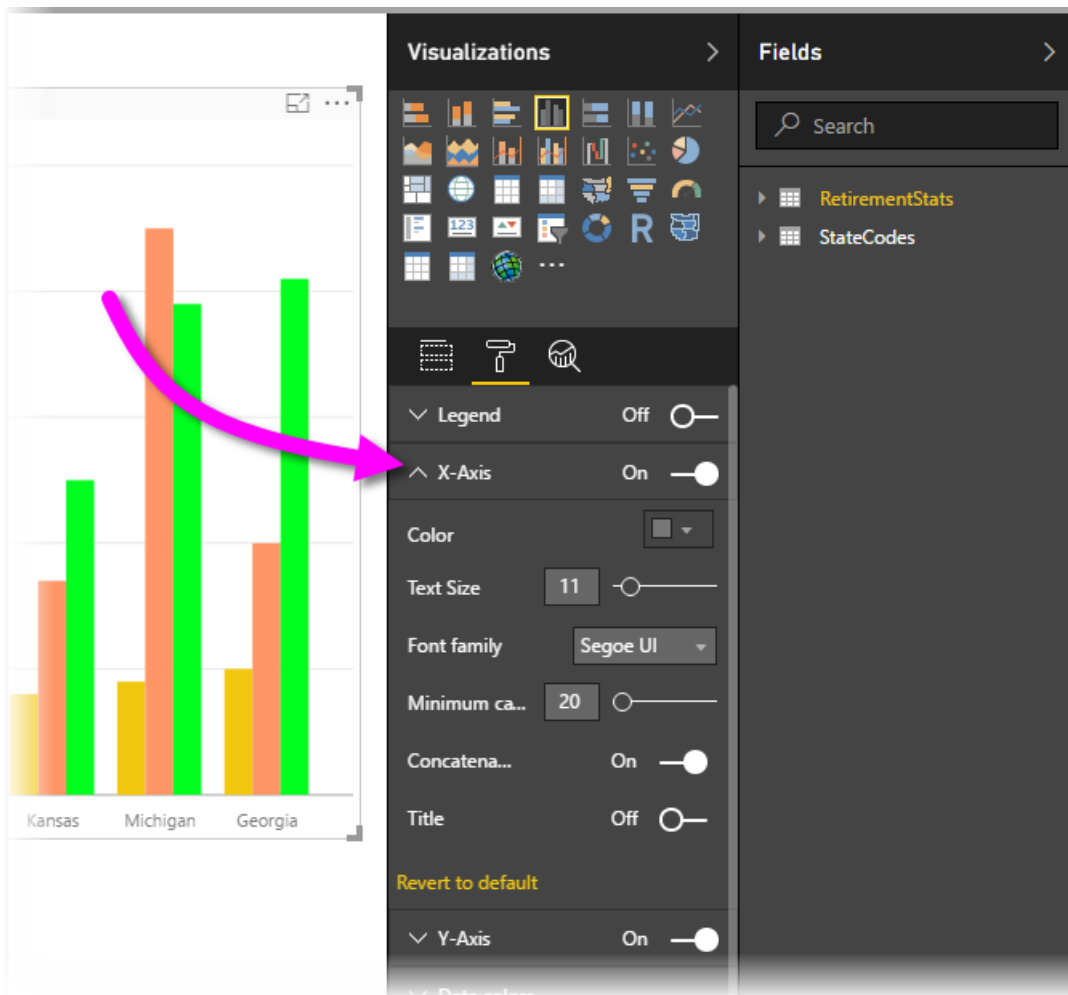 Visualizations
Fields
Search
RetirementStats
StateCodes
123
R
Legend Off
X-Axis On
Color
Text Size 11
Font family Segoe UI
Minimum ca... 20
Concatena... On
Title Off
Revert to default
Y-Axis On
Kansas Michigan Georgia